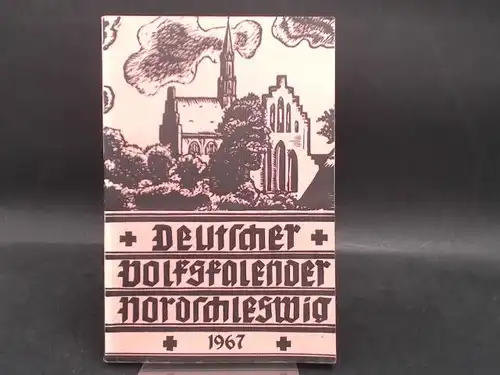 Deutscher
Volkskalender
Nordschleswig
1967